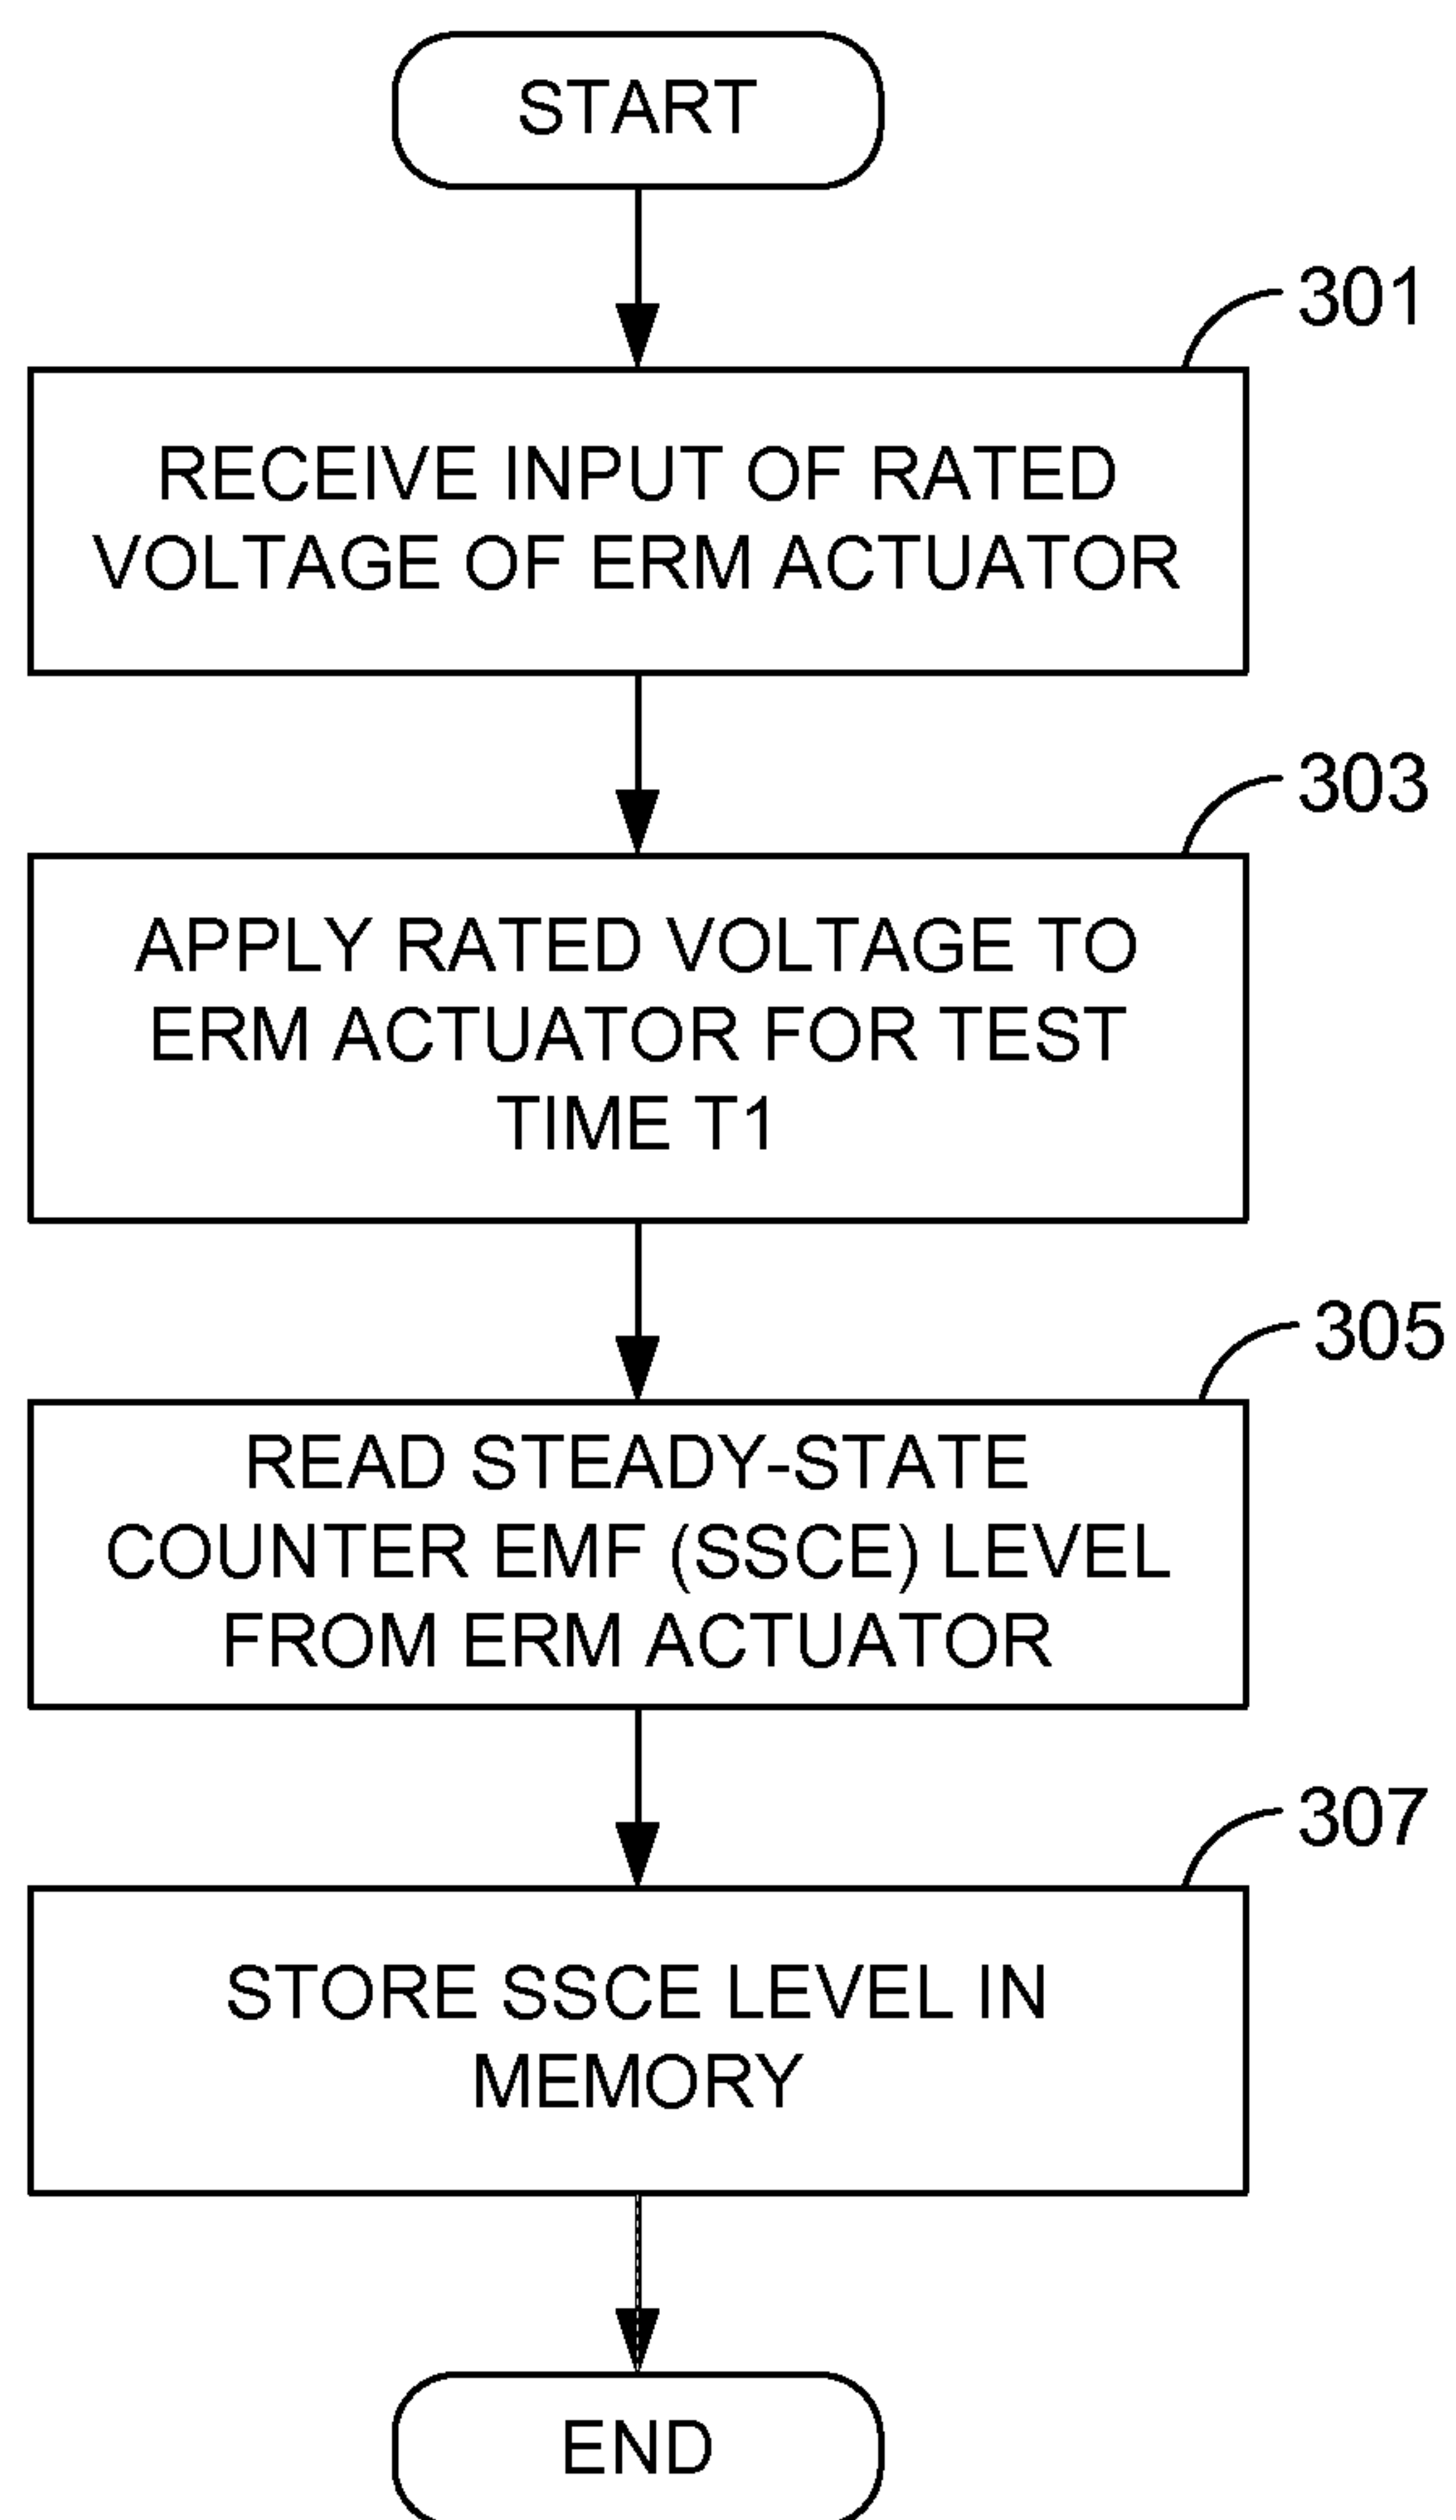 START
301
RECEIVE INPUT OF RATED
VOLTAGE OF ERM ACTUATOR
303
APPLY RATED VOLTAGE TO
ERM ACTUATOR FOR TEST
TIME T1
305
READ STEADY-STATE
COUNTER EMF (SSCE) LEVEL
FROM ERM ACTUATOR
307
STORE SSCE LEVEL IN
MEMORY
END